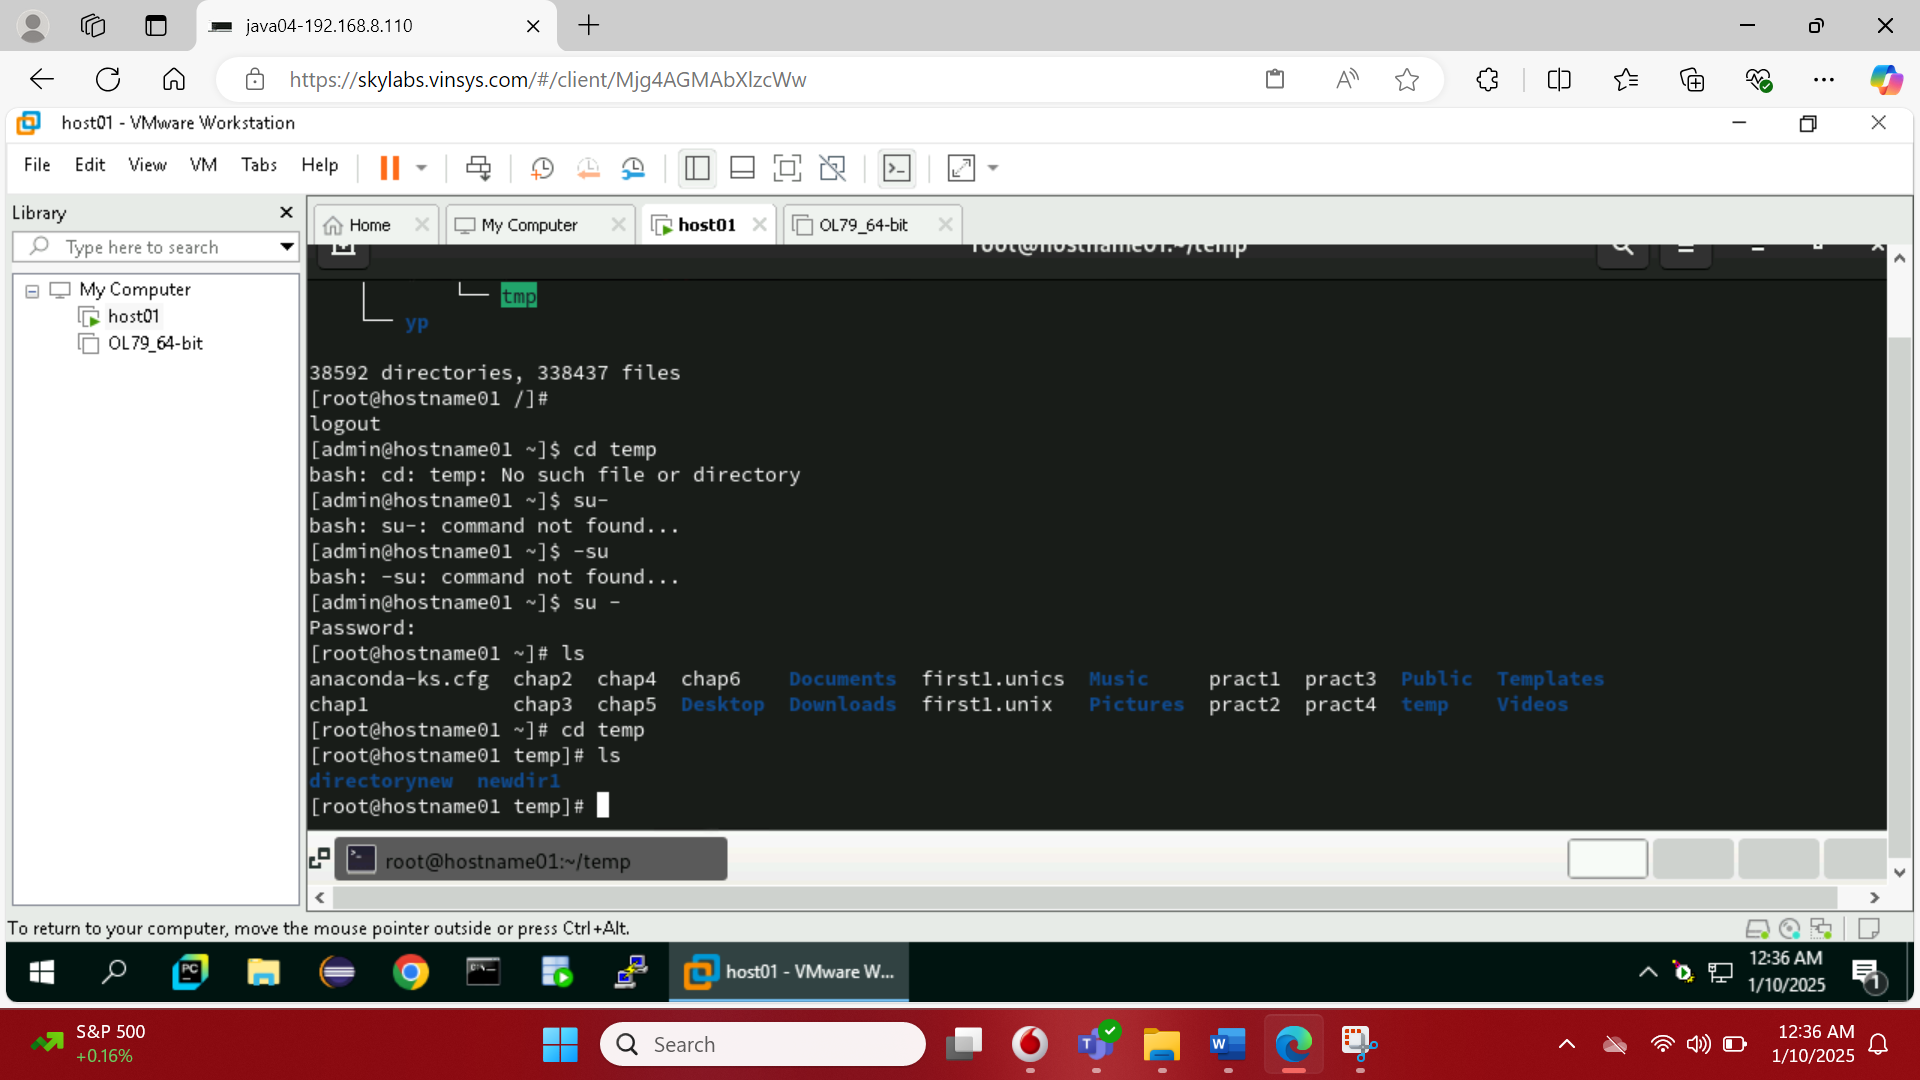 java04-192.168.8.110
https://skylabs.vinsys.com/#/client/Mjg4AGMAbXlzcWw
host01 - VMware Workstation
File Edit View VM Tabs Help
Library
Type here to search
My Computer
host01
OL79_64-bit
Home
My Computer
host01
OL79_64-bit
root@hostname01:~/temp
tmp
yp
38592 directories, 338437 files
[root@hostname01 /]#
logout
[admin@hostname01 ~]$ cd temp
bash: cd: temp: No such file or directory
[admin@hostname01 ~]$ su-
bash: su-: command not found...
[admin@hostname01 ~]$ -su
bash: -su: command not found...
[admin@hostname01 ~]$ su -
Password:
[root@hostname01 ~]# ls
anaconda-ks.cfg chap2 chap4 chap6 Documents first1.unics Music pract1 pract3 Public Templates
chap1 chap3 chap5 Desktop Downloads first1.unix Pictures pract2 pract4 temp Videos
[root@hostname01 ~]# cd temp
[root@hostname01 temp]# ls
directorynew newdir1
[root@hostname01 temp]#
root@hostname01:~/temp
To return to your computer, move the mouse pointer outside or press Ctrl+Alt.
host01 - VMware W...
12:36 AM
1/10/2025
1
S&P 500
+0.16%
Search
12:36 AM
1/10/2025